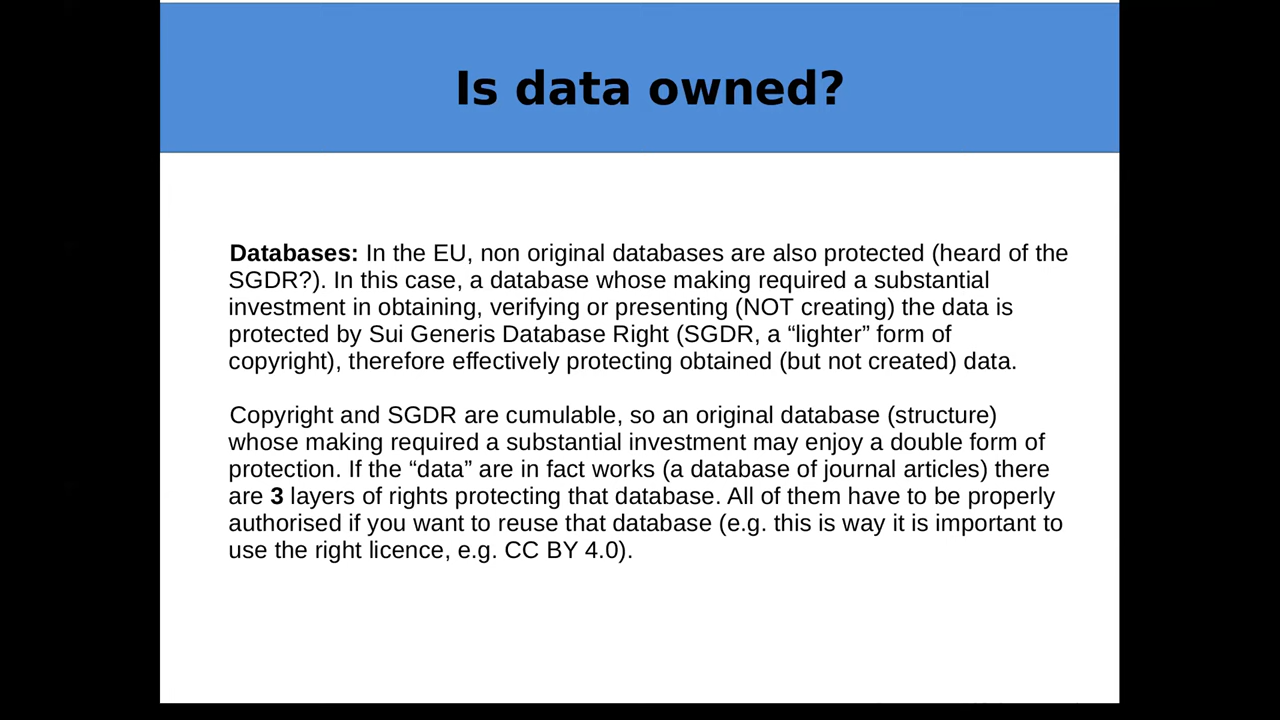 Is data owned?
Databases: In the EU, non original databases are also protected (heard of the
SGDR?). In this case, a database whose making required a substantial
investment in obtaining, verifying or presenting (NOT creating) the data is
protected by Sui Generis Database Right (SGDR, a “lighter” form of
copyright), therefore effectively protecting obtained (but not created) data.
Copyright and SGDR are cumulable, so an original database (structure)
whose making required a substantial investment may enjoy a double form of
protection. If the “data” are in fact works (a database of journal articles) there
are 3 layers of rights protecting that database. All of them have to be properly
authorised if you want to reuse that database (e.g. this is way it is important to
use the right licence, e.g. CC BY 4.0).